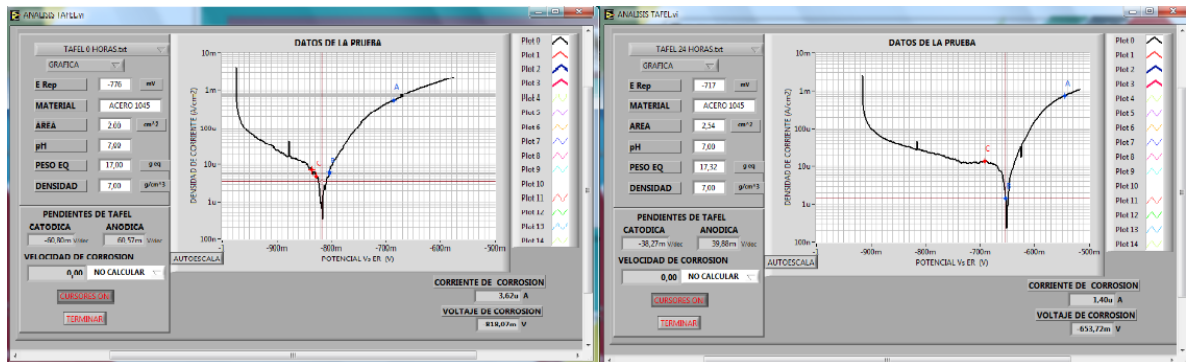 ANALISIS TAFEL.vi
TAFEL 0 HORAS.txt
GRAFICA
E Rep -776 mV
MATERIAL ACERO 1045
AREA 2,00 cm^2
pH 7,00
PESO EQ 17,00 g eq
DENSIDAD 7,00 g/cm^3
PENDIENTES DE TAFEL
CATODICA ANODICA
-60,80m V/dec 60,57m V/dec
VELOCIDAD DE CORROSION
0,00 NO CALCULAR
CURSORES ON
TERMINAR
DATOS DE LA PRUEBA
DENSIDAD DE CORRIENTE (A/cm2)
10m
1m
100u
10u
1u
100n
A
B
C
-1 -900m -800m -700m -600m -500m
AUTOESCALA
POTENCIAL Vs ER (V)
Plot 0
Plot 1
Plot 2
Plot 3
Plot 4
Plot 5
Plot 6
Plot 7
Plot 8
Plot 9
Plot 10
Plot 11
Plot 12
Plot 13
Plot 14
CORRIENTE DE CORROSION
3,62u A
VOLTAJE DE CORROSION
-819,07m V
ANALISIS TAFEL.vi
TAFEL 24 HORAS.txt
GRAFICA
E Rep -717 mV
MATERIAL ACERO 1045
AREA 2,54 cm^2
pH 7,00
PESO EQ 17,32 g eq
DENSIDAD 7,00 g/cm^3
PENDIENTES DE TAFEL
CATODICA ANODICA
-38,27m V/dec 39,88m V/dec
VELOCIDAD DE CORROSION
0,00 NO CALCULAR
CURSORES ON
TERMINAR
DATOS DE LA PRUEBA
DENSIDAD DE CORRIENTE (A/cm2)
10m
1m
100u
10u
1u
100n
A
C
-1 -900m -800m -700m -600m -500m
AUTOESCALA
POTENCIAL Vs ER (V)
Plot 0
Plot 1
Plot 2
Plot 3
Plot 4
Plot 5
Plot 6
Plot 7
Plot 8
Plot 9
Plot 10
Plot 11
Plot 12
Plot 13
Plot 14
CORRIENTE DE CORROSION
1,40u A
VOLTAJE DE CORROSION
-653,72m V